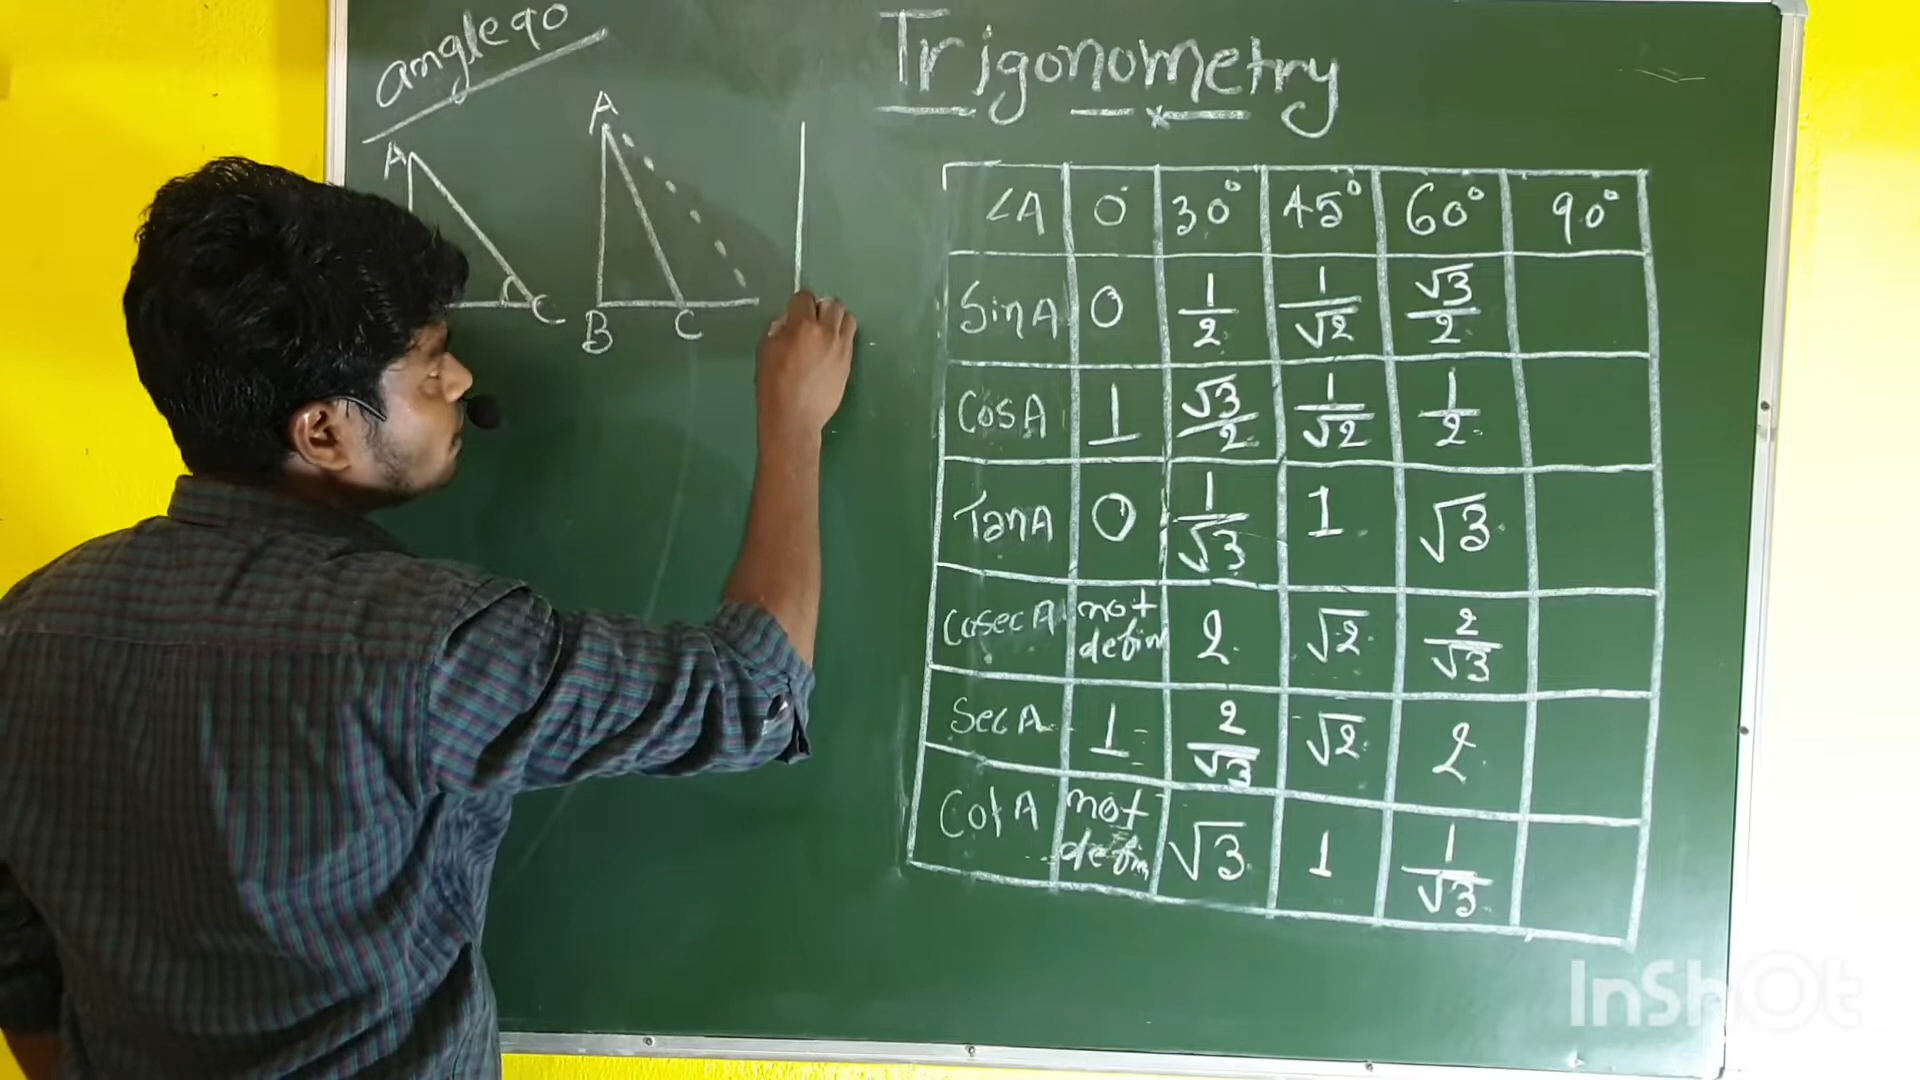 angle 90
Trigonometry
A
C
A
B
C
∠A 0° 30° 45° 60° 90°
SinA 0 1/2 1/√2 √3/2
CosA 1 √3/2 1/√2 1/2
TanA 0 1/√3 1 √3
CosecA not defin 2 √2 2/√3
SecA 1 2/√3 √2 2
CotA not defin √3 1 1/√3
InShOt